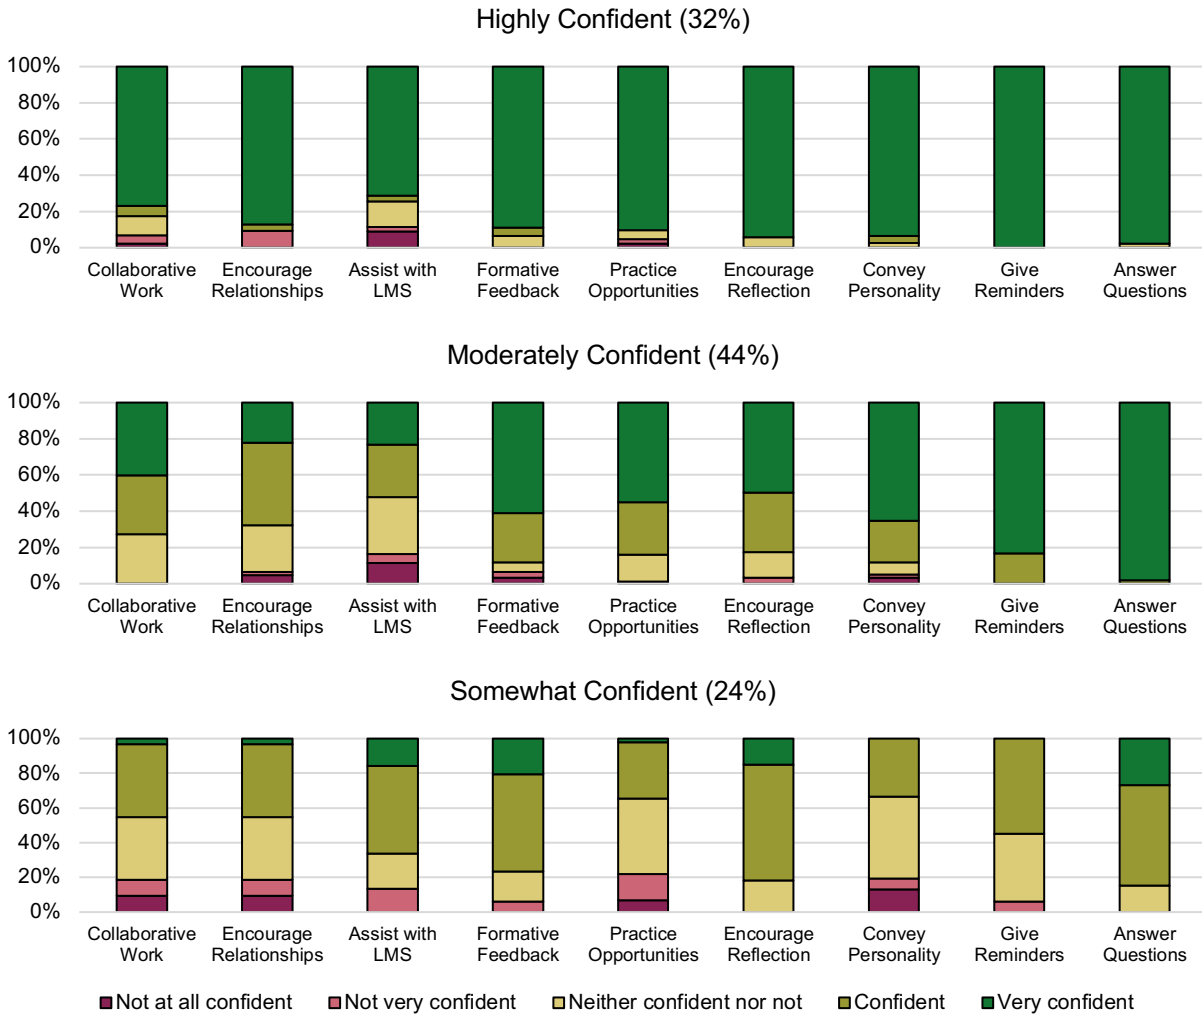 Highly Confident (32%)
100%
80%
60%
40%
20%
0%
Collaborative Encourage Assist with Formative Practice Encourage Convey Give Answer
Work Relationships LMS Feedback Opportunities Reflection Personality Reminders Questions
Moderately Confident (44%)
100%
80%
60%
40%
20%
0%
Collaborative Encourage Assist with Formative Practice Encourage Convey Give Answer
Work Relationships LMS Feedback Opportunities Reflection Personality Reminders Questions
Somewhat Confident (24%)
100%
80%
60%
40%
20%
0%
Collaborative Encourage Assist with Formative Practice Encourage Convey Give Answer
Work Relationships LMS Feedback Opportunities Reflection Personality Reminders Questions
Not at all confident Not very confident Neither confident nor not Confident Very confident